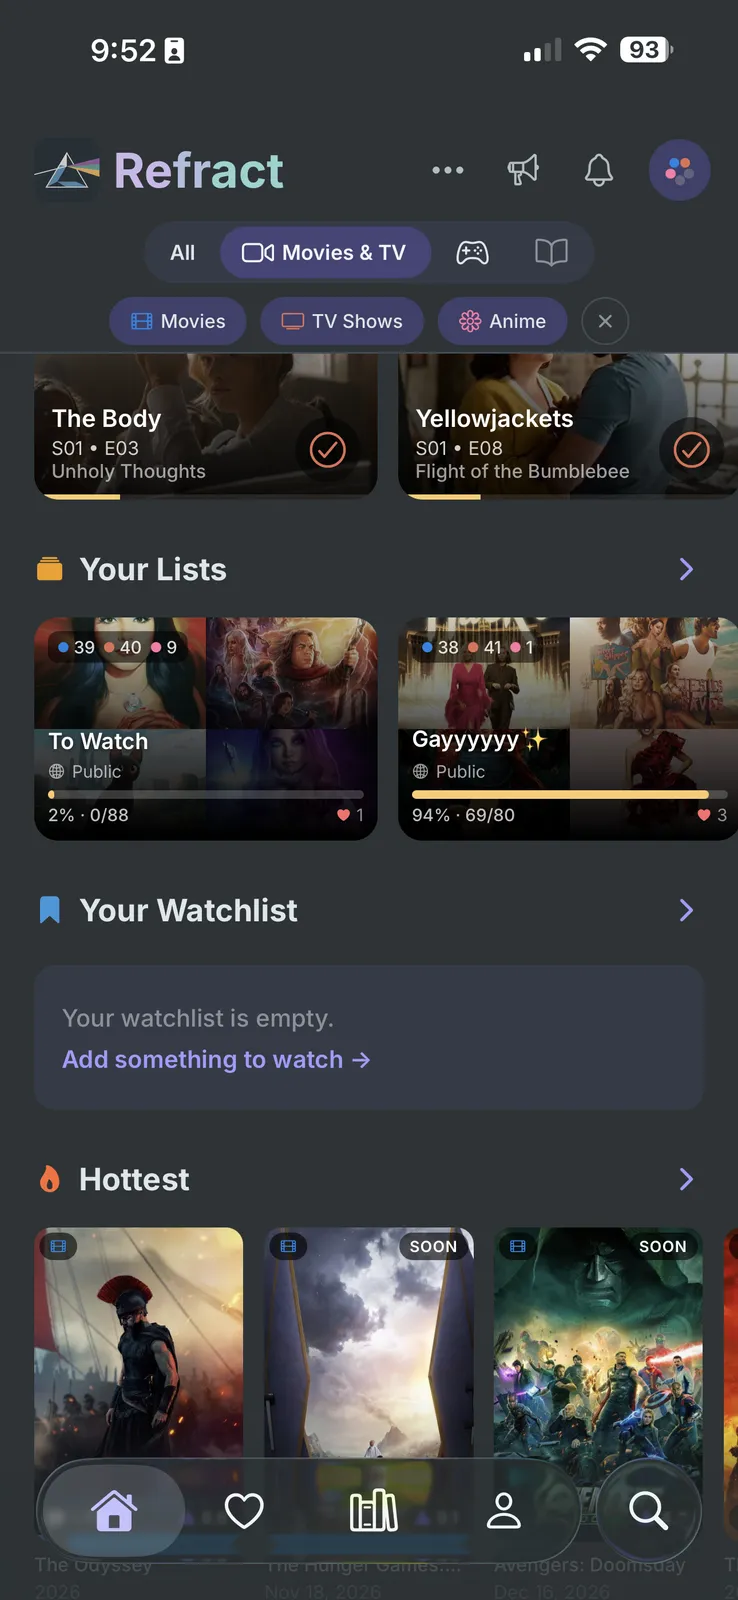 9:52
93
Refract
All
Movies & TV
Movies
TV Shows
Anime
The Body
S01 • E03
Unholy Thoughts
Yellowjackets
S01 • E08
Flight of the Bumblebee
Your Lists
39 40 9
To Watch
Public
2% · 0/88
1
38 41 1
Gayyyyyy✨
Public
94% · 69/80
3
Your Watchlist
Your watchlist is empty.
Add something to watch →
Hottest
SOON
SOON
The Odyssey
2026
The Hunger Games:...
Nov 18, 2026
Avengers: Doomsday
Dec 16, 2026